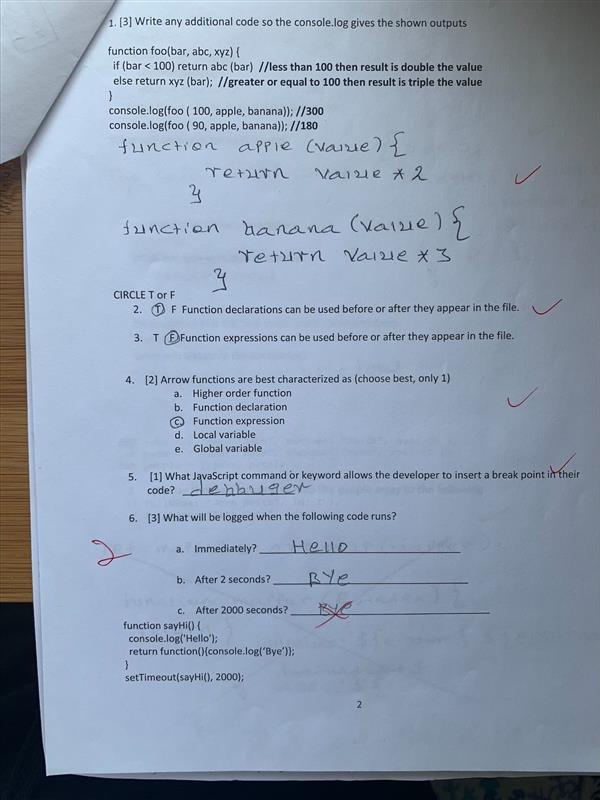 1. [3] Write any additional code so the console.log gives the shown outputs
function foo(bar, abc, xyz) {
if (bar < 100) return abc (bar) //less than 100 then result is double the value
else return xyz (bar); //greater or equal to 100 then result is triple the value
}
console.log(foo ( 100, apple, banana)); //300
console.log(foo ( 90, apple, banana)); //180
function apple (value) {
return value * 2
}
function banana (value) {
return value * 3
}
CIRCLE T or F
2. T F Function declarations can be used before or after they appear in the file.
3. T F Function expressions can be used before or after they appear in the file.
4. [2] Arrow functions are best characterized as (choose best, only 1)
a. Higher order function
b. Function declaration
c. Function expression
d. Local variable
e. Global variable
5. [1] What JavaScript command or keyword allows the developer to insert a break point in their
code? debbuger
6. [3] What will be logged when the following code runs?
2
a. Immediately? Hello
b. After 2 seconds? BYe
c. After 2000 seconds? BYe
function sayHi() {
console.log('Hello');
return function(){console.log('Bye')};
}
setTimeout(sayHi(), 2000);
2